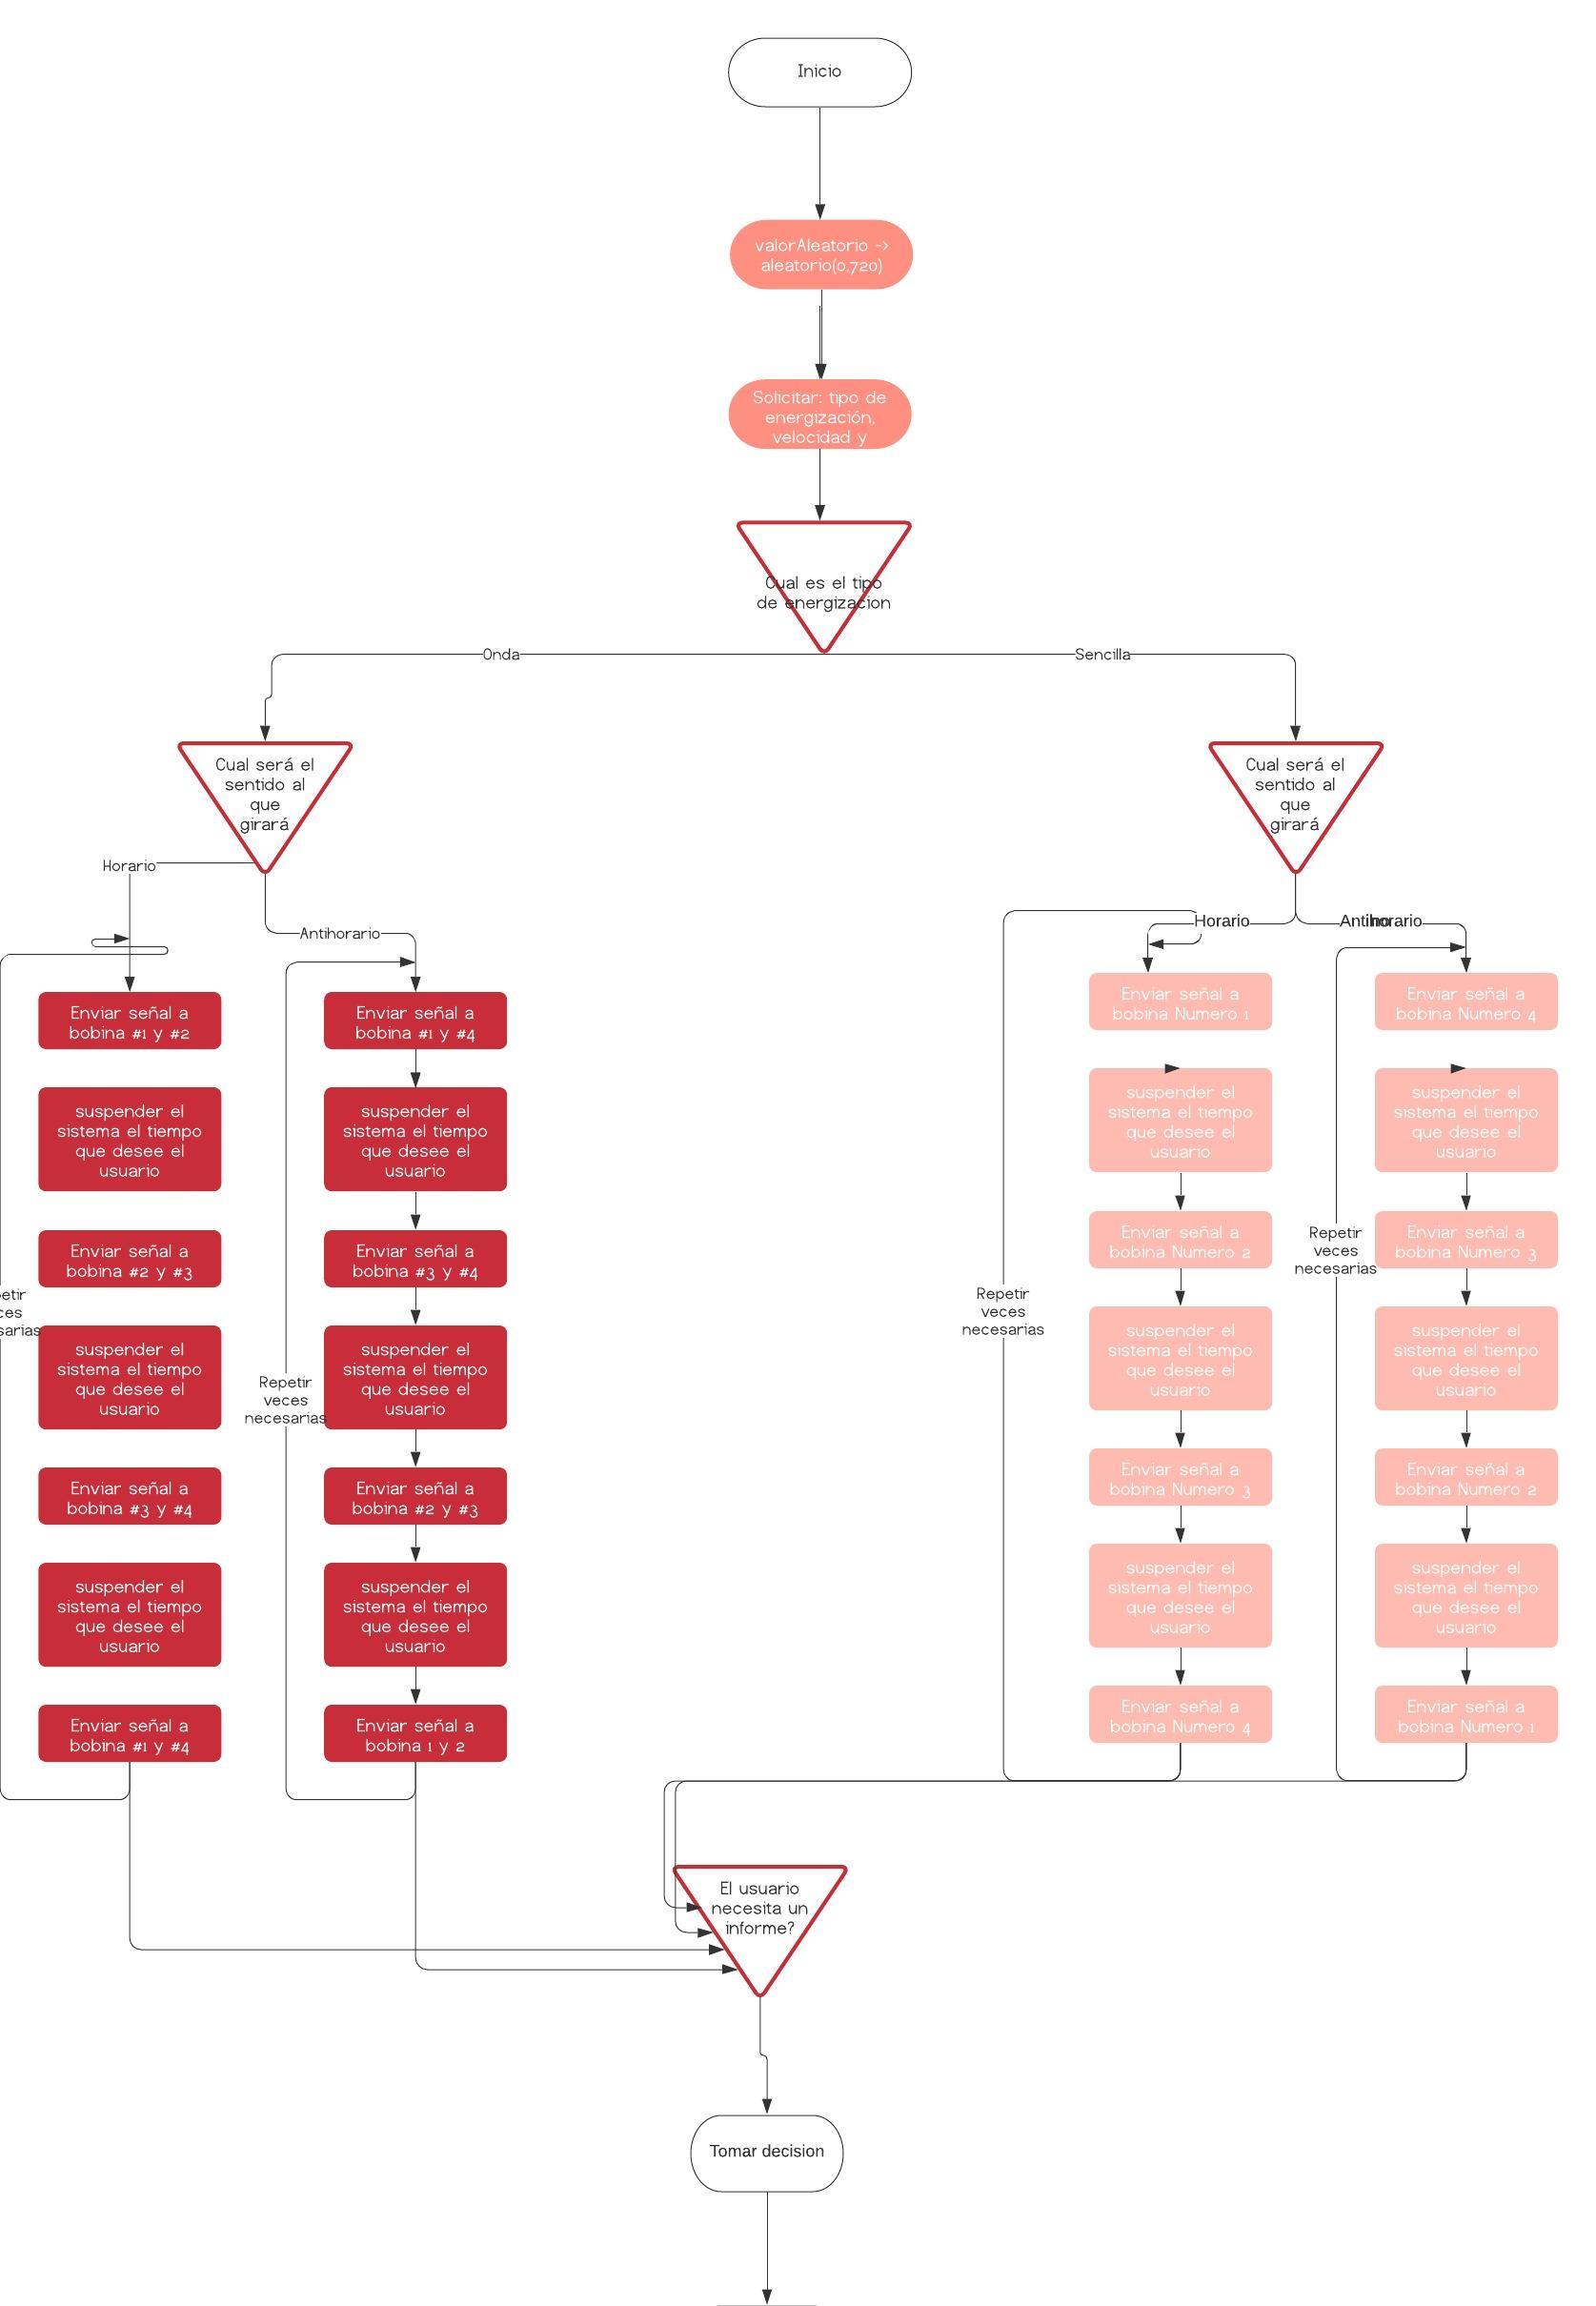 Inicio
valorAleatorio ->
aleatorio(0,720)
Solicitar: tipo de
energización,
velocidad y
Cual es el tipo
de energizacion
Onda
Sencilla
Cual será el
sentido al
que
girará
Horario
Antihorario
Enviar señal a
bobina #1 y #2
suspender el
sistema el tiempo
que desee el
usuario
Enviar señal a
bobina #2 y #3
suspender el
sistema el tiempo
que desee el
usuario
Enviar señal a
bobina #3 y #4
suspender el
sistema el tiempo
que desee el
usuario
Enviar señal a
bobina #1 y #4
Enviar señal a
bobina #1 y #4
suspender el
sistema el tiempo
que desee el
usuario
Enviar señal a
bobina #3 y #4
suspender el
sistema el tiempo
que desee el
usuario
Repetir
veces
necesarias
Enviar señal a
bobina #2 y #3
suspender el
sistema el tiempo
que desee el
usuario
Enviar señal a
bobina 1 y 2
Cual será el
sentido al
que
girará
Horario
Enviar señal a
bobina Numero 1
suspender el
sistema el tiempo
que desee el
usuario
Enviar señal a
bobina Numero 2
Repetir
veces
necesarias
suspender el
sistema el tiempo
que desee el
usuario
Enviar señal a
bobina Numero 3
suspender el
sistema el tiempo
que desee el
usuario
Enviar señal a
bobina Numero 4
Enviar señal a
bobina Numero 4
suspender el
sistema el tiempo
que desee el
usuario
Repetir
veces
necesarias
Enviar señal a
bobina Numero 3
suspender el
sistema el tiempo
que desee el
usuario
Enviar señal a
bobina Numero 2
suspender el
sistema el tiempo
que desee el
usuario
Enviar señal a
bobina Numero 1
El usuario
necesita un
informe?
Tomar decision